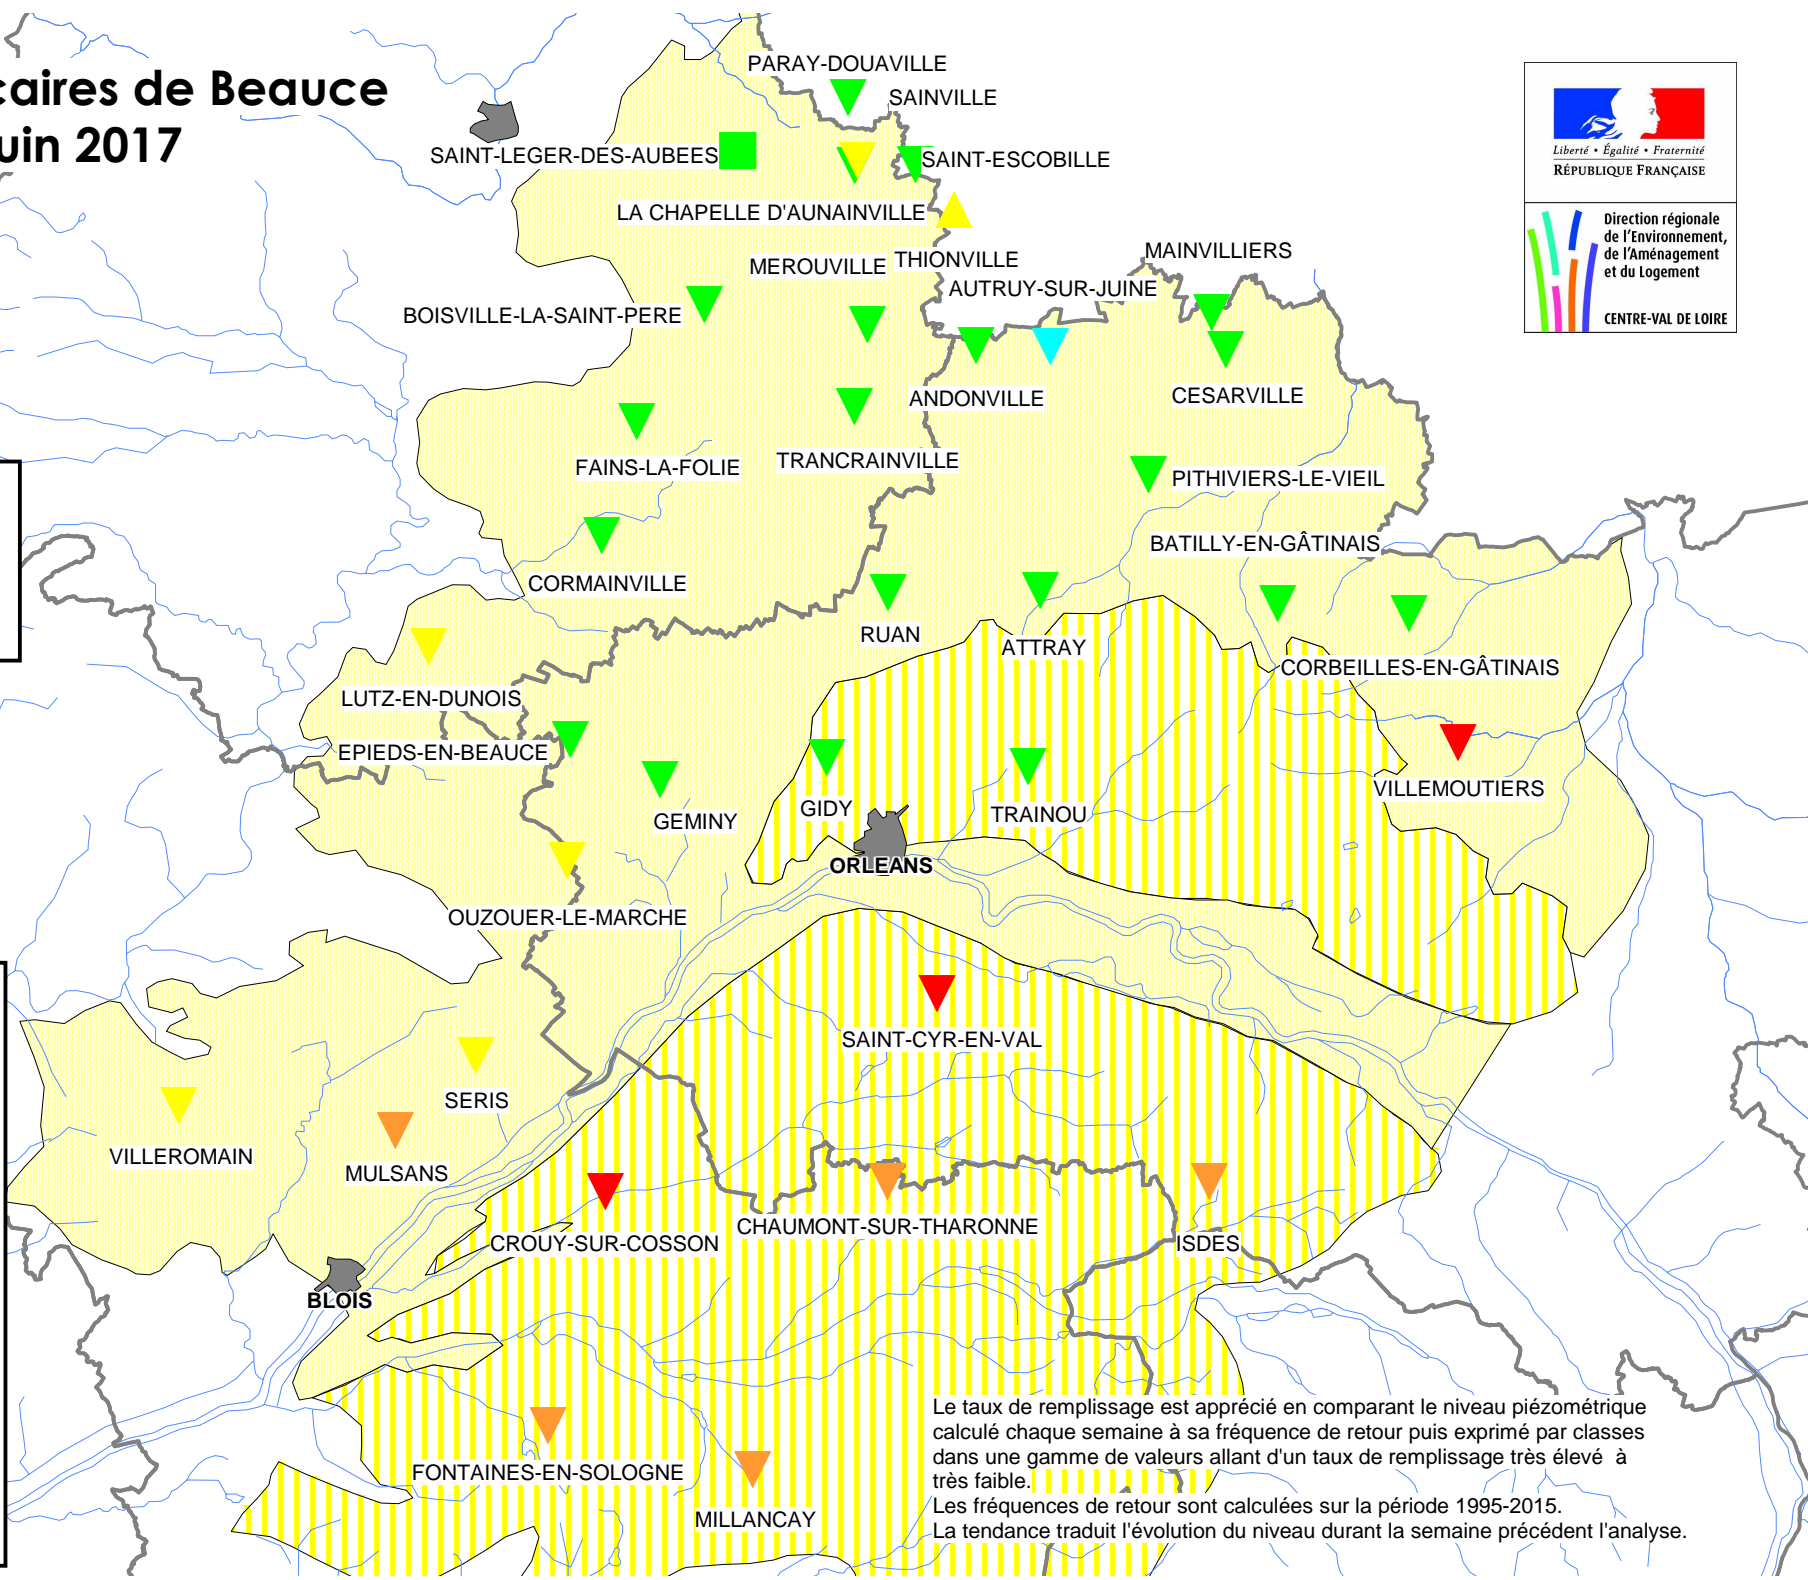 caires de Beauce
uin 2017
PARAY-DOUAVILLE
SAINVILLE
SAINT-LEGER-DES-AUBEES
SAINT-ESCOBILLE
LA CHAPELLE D'AUNAINVILLE
MEROUVILLE
THIONVILLE
MAINVILLIERS
AUTRUY-SUR-JUINE
BOISVILLE-LA-SAINT-PERE
ANDONVILLE
CESARVILLE
FAINS-LA-FOLIE
TRANCRAINVILLE
PITHIVIERS-LE-VIEIL
BATILLY-EN-GÂTINAIS
CORMAINVILLE
RUAN
ATTRAY
CORBEILLES-EN-GÂTINAIS
LUTZ-EN-DUNOIS
EPIEDS-EN-BEAUCE
VILLEMOUTIERS
GEMINY
GIDY
TRAINOU
ORLEANS
OUZOUER-LE-MARCHE
SAINT-CYR-EN-VAL
SERIS
VILLEROMAIN
MULSANS
CROUY-SUR-COSSON
CHAUMONT-SUR-THARONNE
ISDES
BLOIS
FONTAINES-EN-SOLOGNE
MILLANCAY
Liberté • Égalité • Fraternité
RÉPUBLIQUE FRANÇAISE
Direction régionale
de l'Environnement,
de l'Aménagement
et du Logement
CENTRE-VAL DE LOIRE
Le taux de remplissage est apprécié en comparant le niveau piézométrique
calculé chaque semaine à sa fréquence de retour puis exprimé par classes
dans une gamme de valeurs allant d'un taux de remplissage très élevé à
très faible.
Les fréquences de retour sont calculées sur la période 1995-2015.
La tendance traduit l'évolution du niveau durant la semaine précédent l'analyse.